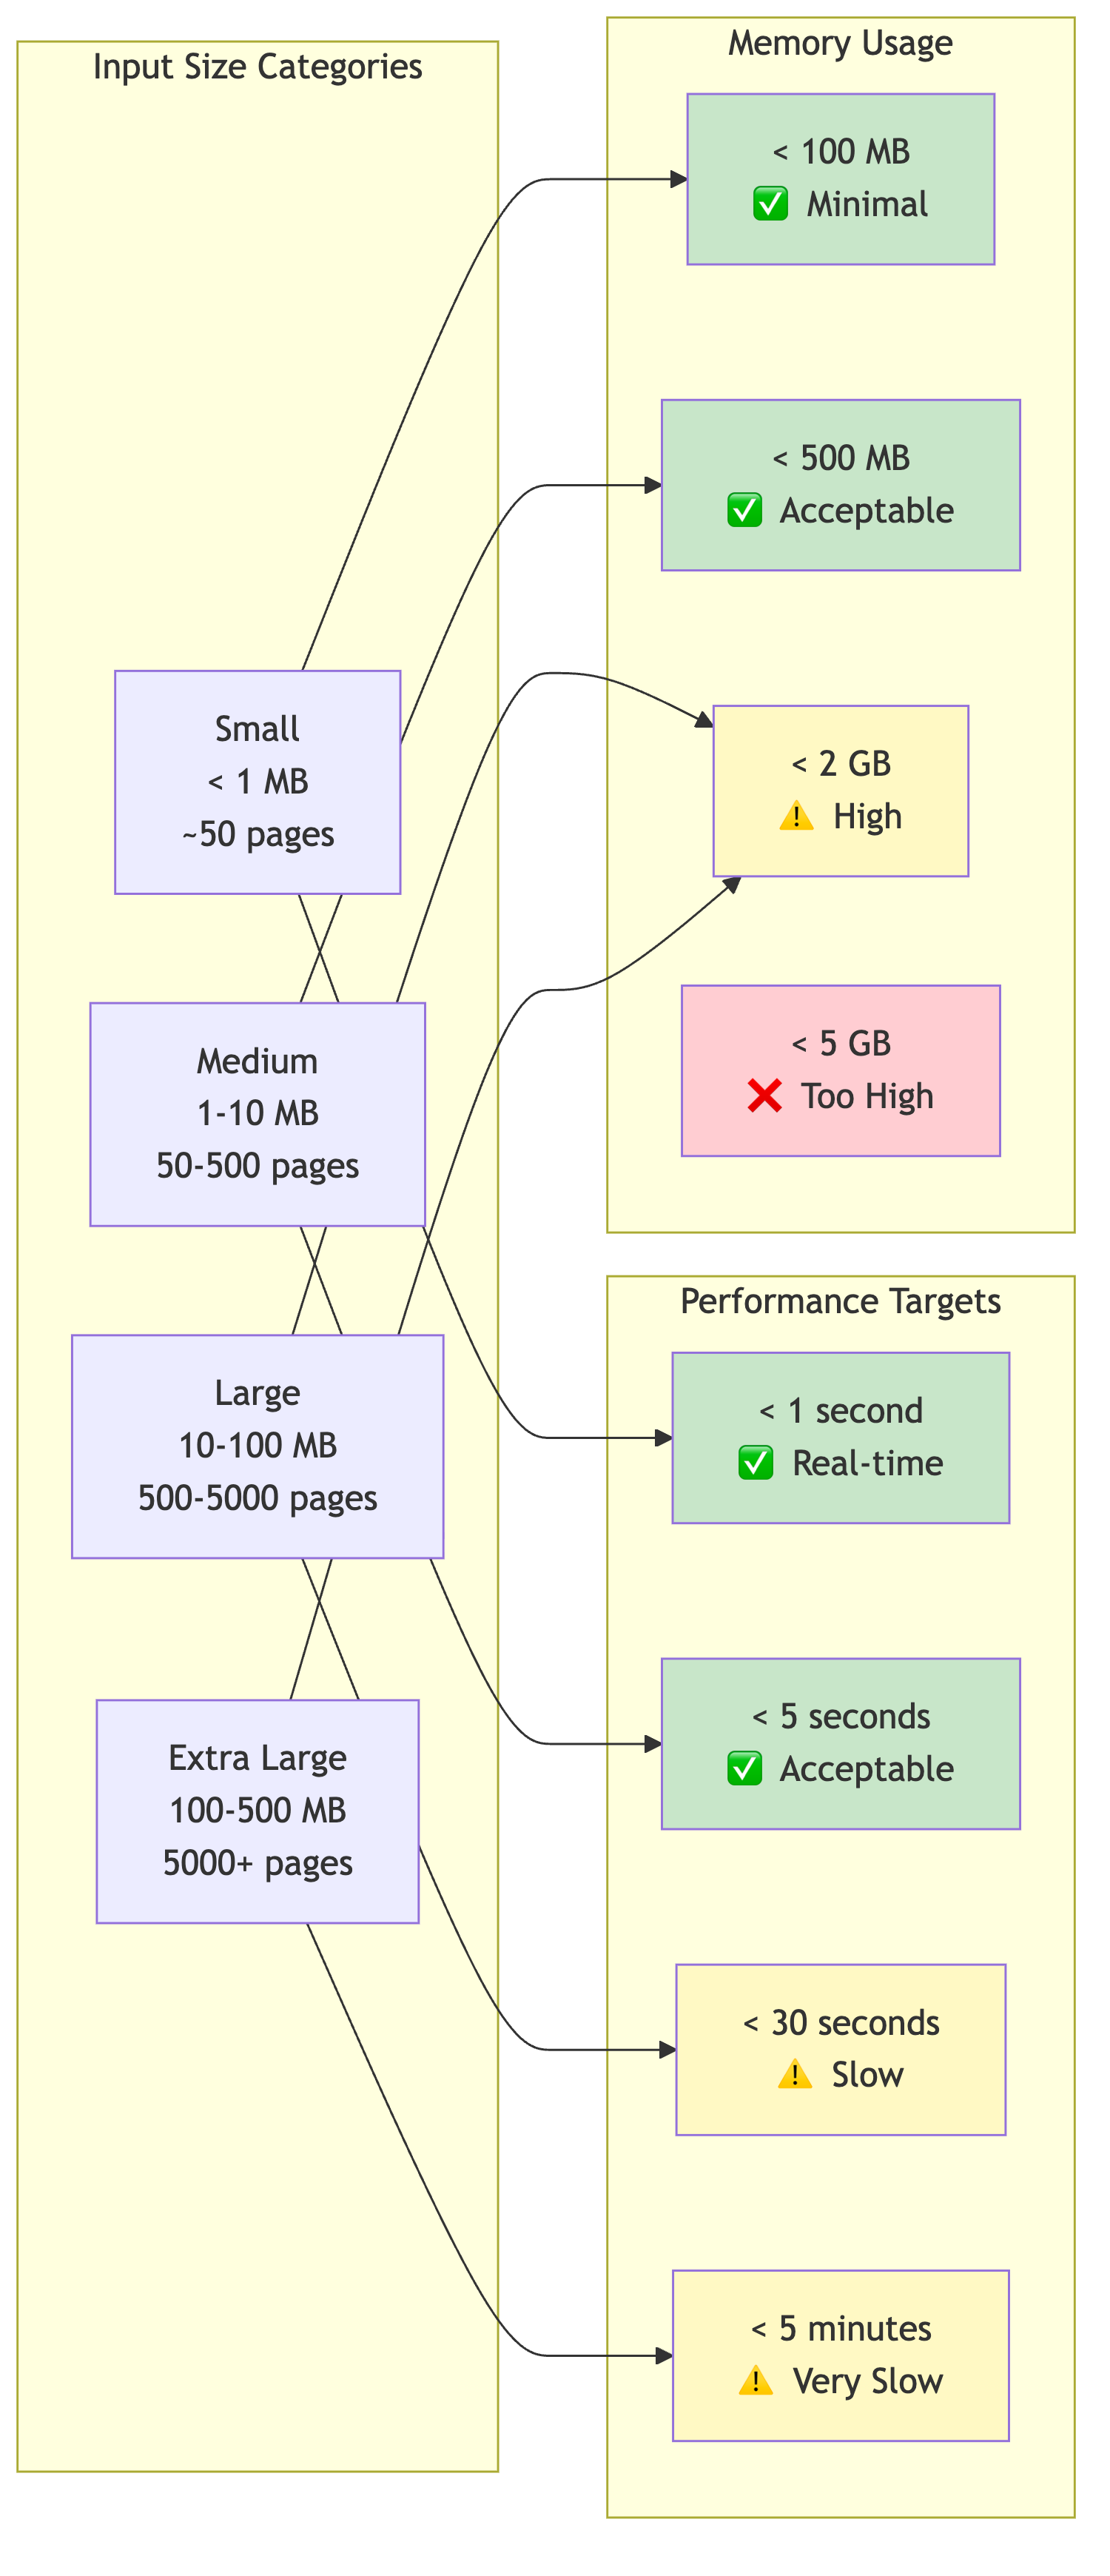 Input Size Categories
Small
< 1 MB
~50 pages
Medium
1-10 MB
50-500 pages
Large
10-100 MB
500-5000 pages
Extra Large
100-500 MB
5000+ pages
Memory Usage
< 100 MB
✅ Minimal
< 500 MB
✅ Acceptable
< 2 GB
⚠️ High
< 5 GB
❌ Too High
Performance Targets
< 1 second
✅ Real-time
< 5 seconds
✅ Acceptable
< 30 seconds
⚠️ Slow
< 5 minutes
⚠️ Very Slow